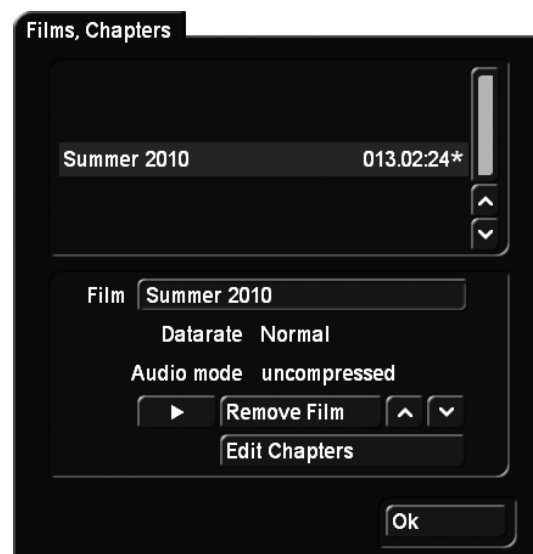 Films, Chapters
Summer 2010 013.02:24*
Film Summer 2010
Datarate Normal
Audio mode uncompressed
Remove Film
Edit Chapters
Ok